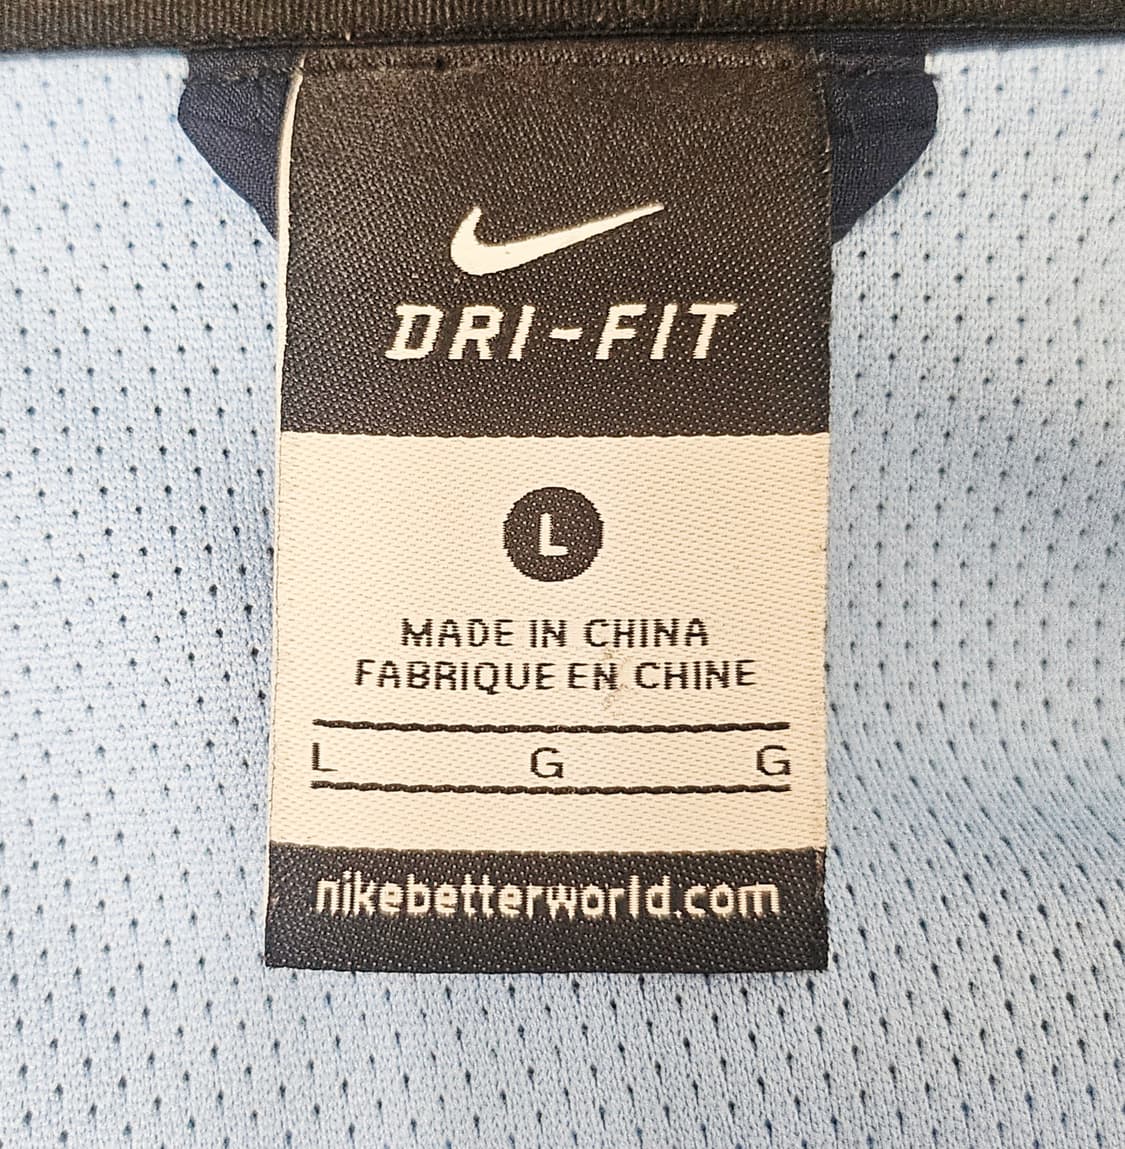 DRI-FIT
L
MADE IN CHINA
FABRIQUE EN CHINE
L G G
nikebetterworld.com